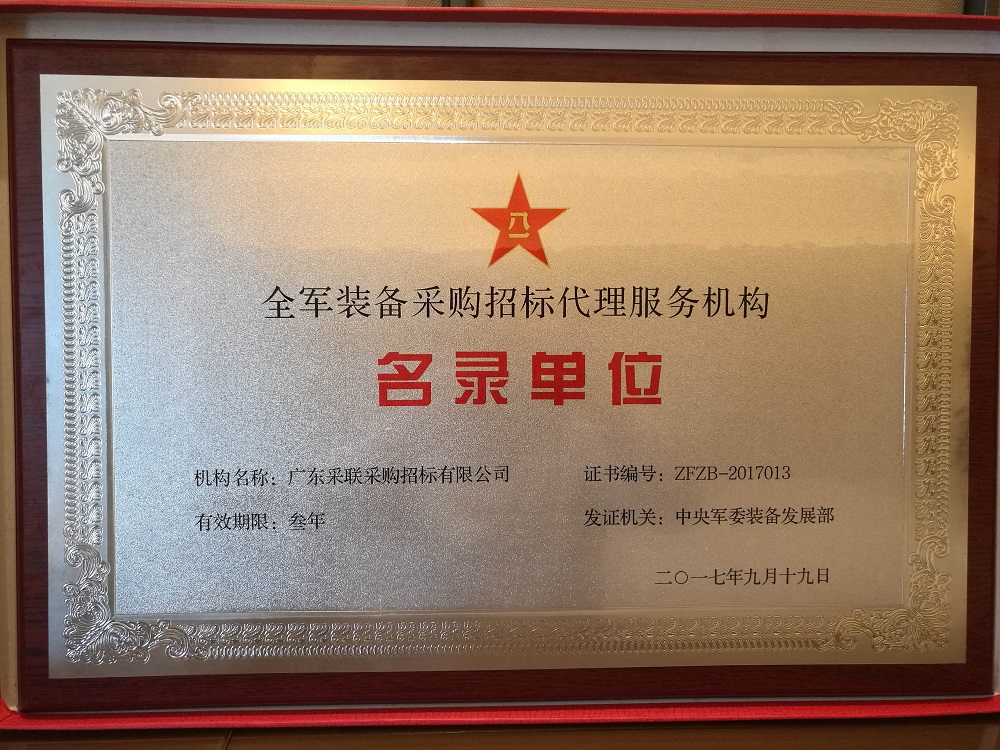 八一
全军装备采购招标代理服务机构
名录单位
机构名称：广东采联采购招标有限公司
证书编号：ZFZB-2017013
有效期限：叁年
发证机关：中央军委装备发展部
二〇一七年九月十九日